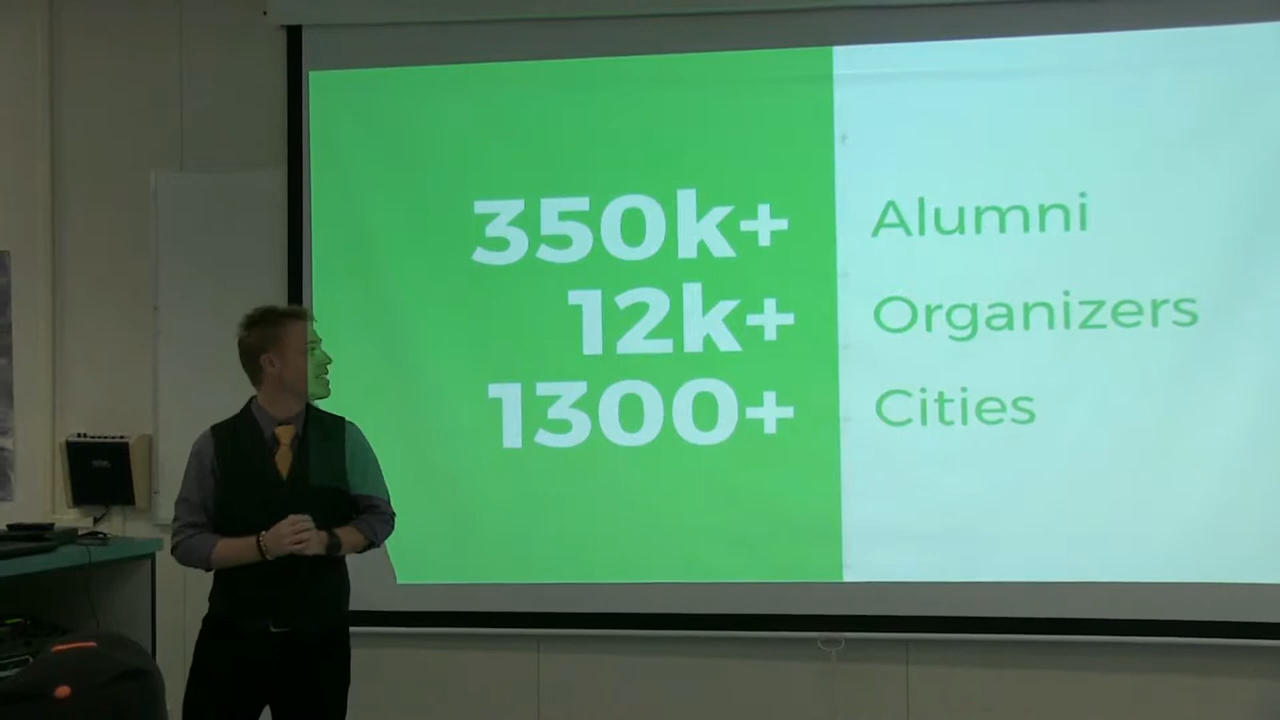 350k+ Alumni
12k+ Organizers
1300+ Cities